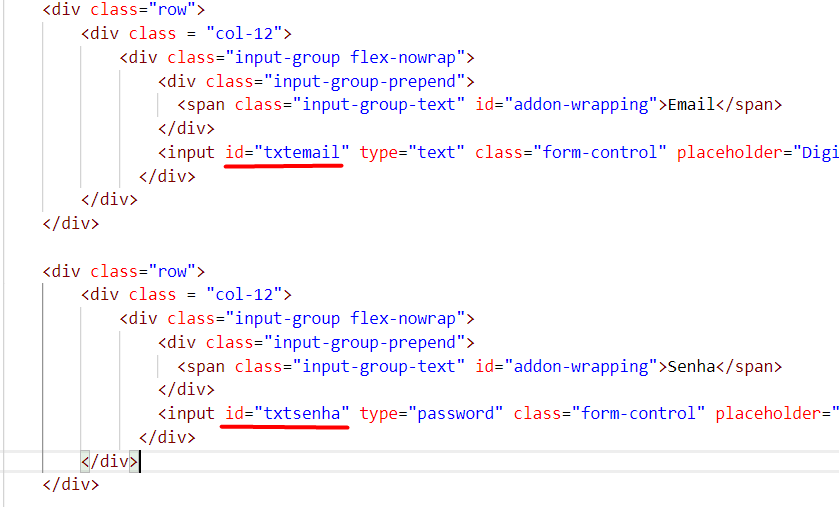 <div class="row">
<div class = "col-12">
<div class="input-group flex-nowrap">
<div class="input-group-prepend">
<span class="input-group-text" id="addon-wrapping">Email</span>
</div>
<input id="txtemail" type="text" class="form-control" placeholder="Digi
</div>
</div>
</div>
<div class="row">
<div class = "col-12">
<div class="input-group flex-nowrap">
<div class="input-group-prepend">
<span class="input-group-text" id="addon-wrapping">Senha</span>
</div>
<input id="txtsenha" type="password" class="form-control" placeholder="
</div>
</div>
</div>